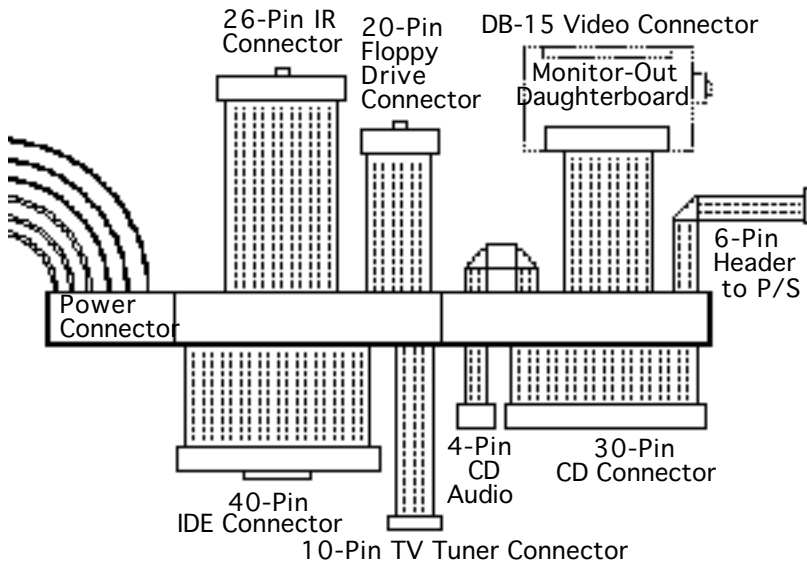 26-Pin IR
Connector
20-Pin
Floppy
Drive
Connector
DB-15 Video Connector
Monitor-Out
Daughterboard
6-Pin
Header
to P/S
Power
Connector
4-Pin
CD
Audio
30-Pin
CD Connector
40-Pin
IDE Connector
10-Pin TV Tuner Connector